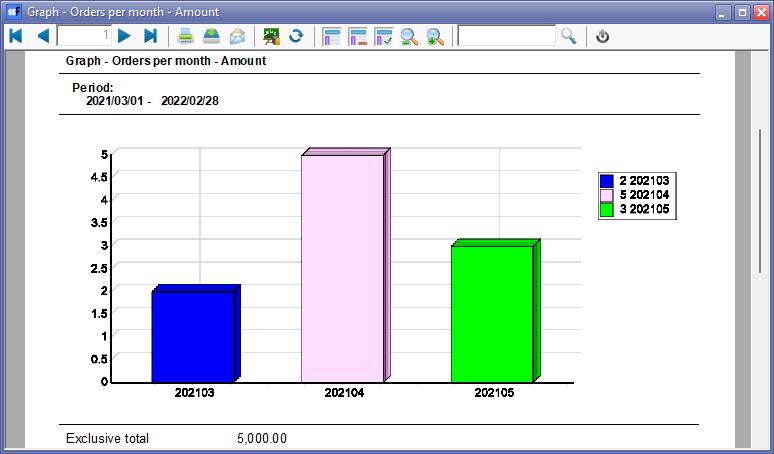 Graph - Orders per month - Amount
1
Graph - Orders per month - Amount
Period:
2021/03/01 - 2022/02/28
5
4.5
4
3.5
3
2.5
2
1.5
1
0.5
0
202103 202104 202105
2 202103
5 202104
3 202105
Exclusive total 5,000.00